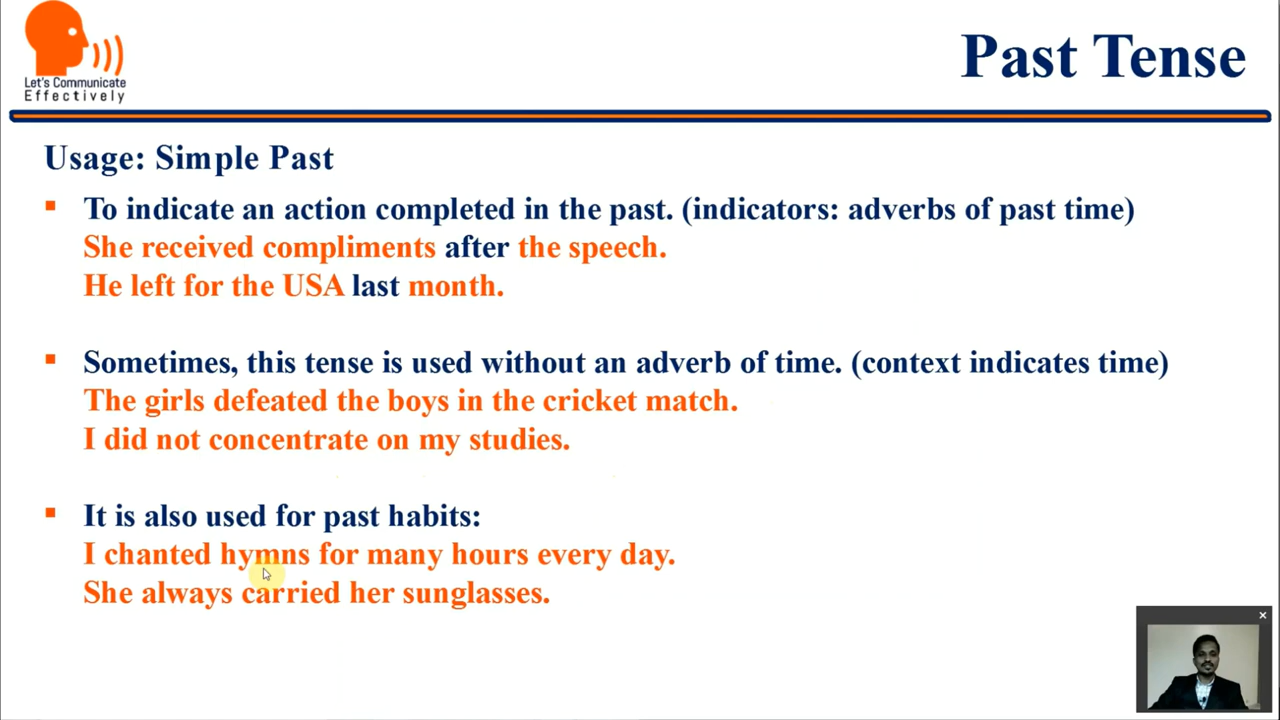 Let's Communicate
Effectively
Past Tense
Usage: Simple Past
To indicate an action completed in the past. (indicators: adverbs of past time)
She received compliments after the speech.
He left for the USA last month.
Sometimes, this tense is used without an adverb of time. (context indicates time)
The girls defeated the boys in the cricket match.
I did not concentrate on my studies.
It is also used for past habits:
I chanted hymns for many hours every day.
She always carried her sunglasses.